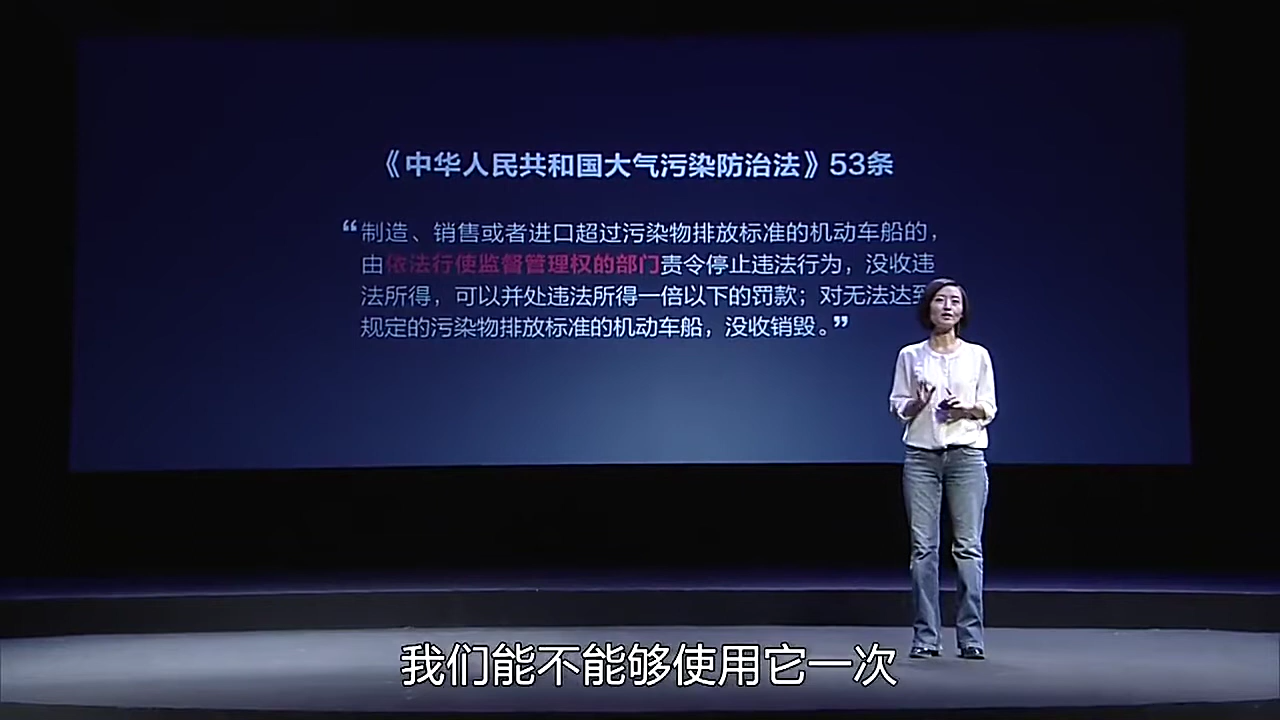 《中华人民共和国大气污染防治法》53条
“制造、销售或者进口超过污染物排放标准的机动车船的，
由依法行使监督管理权的部门责令停止违法行为，没收违
法所得，可以并处违法所得一倍以下的罚款；对无法达到
规定的污染物排放标准的机动车船，没收销毁。”
我们能不能够使用它一次